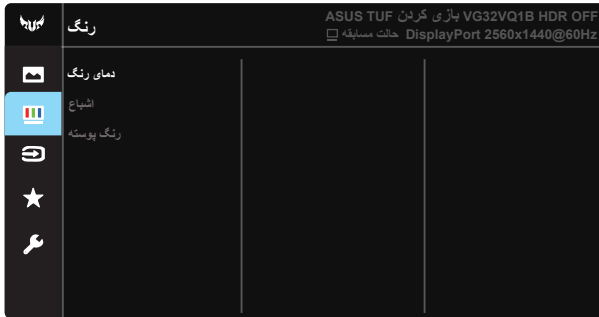 رنگ
ASUS TUF بازی کردن VG32VQ1B HDR OFF
حالت مسابقه DisplayPort 2560x1440@60Hz
دمای رنگ
اشباع
رنگ پوسته